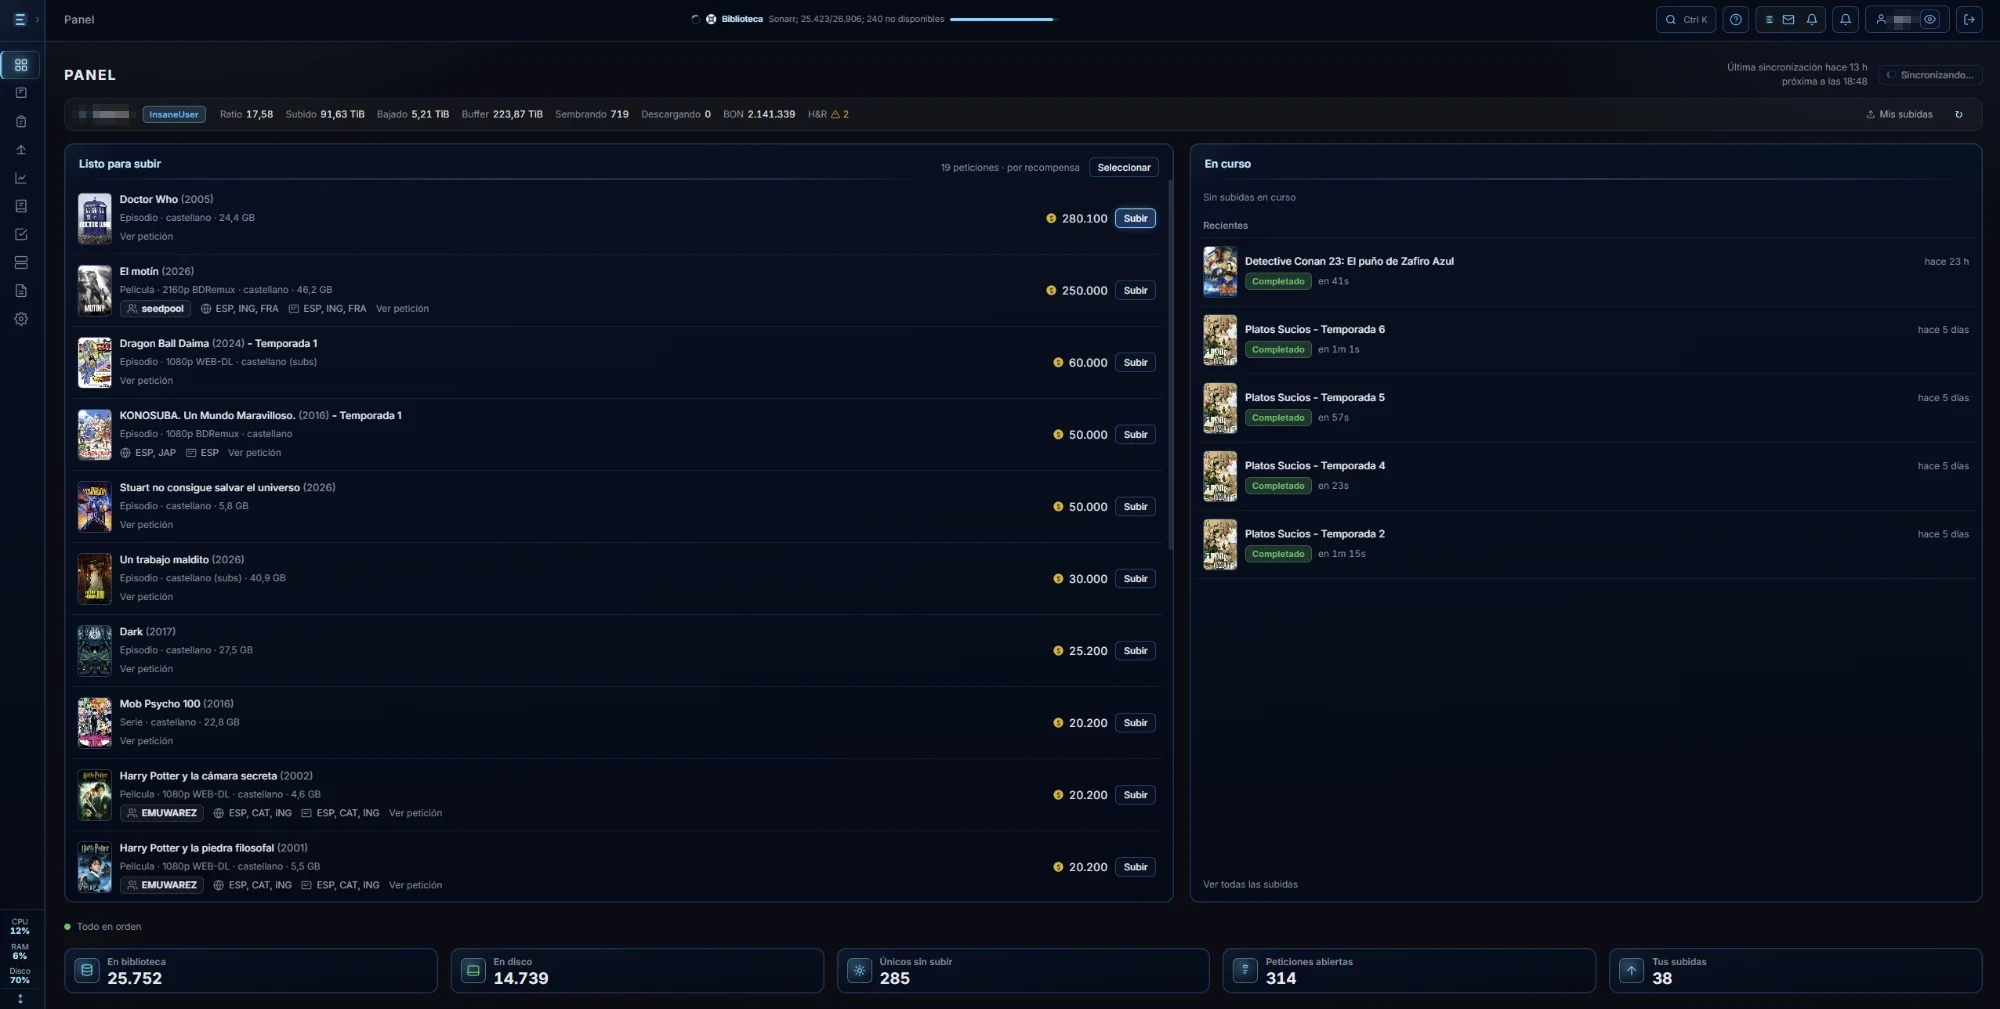 Panel
Biblioteca Sonarr; 25.423/26.906; 240 no disponibles
Ctrl K
PANEL
Última sincronización hace 13 h
próxima a las 18:48
Sincronizando...
InsaneUser Ratio 17,58 Subido 91,63 TiB Bajado 5,21 TiB Buffer 223,87 TiB Sembrando 719 Descargando 0 BON 2.141.339 H&R 2
Mis subidas
Listo para subir
19 peticiones · por recompensa Seleccionar
Doctor Who (2005)
Episodio · castellano · 24,4 GB
Ver petición
280.100 Subir
El motín (2026)
Película · 2160p BDRemux · castellano · 46,2 GB
seedpool ESP, ING, FRA ESP, ING, FRA Ver petición
250.000 Subir
MUTINY
Dragon Ball Daima (2024) - Temporada 1
Episodio · 1080p WEB-DL · castellano (subs)
Ver petición
60.000 Subir
KONOSUBA. Un Mundo Maravilloso. (2016) - Temporada 1
Episodio · 1080p BDRemux · castellano
ESP, JAP ESP Ver petición
50.000 Subir
Stuart no consigue salvar el universo (2026)
Episodio · castellano · 5,8 GB
Ver petición
50.000 Subir
Un trabajo maldito (2026)
Episodio · castellano (subs) · 40,9 GB
Ver petición
30.000 Subir
Dark (2017)
Episodio · castellano · 27,5 GB
Ver petición
25.200 Subir
Mob Psycho 100 (2016)
Serie · castellano · 22,8 GB
Ver petición
20.200 Subir
Harry Potter y la cámara secreta (2002)
Película · 1080p WEB-DL · castellano · 4,6 GB
EMUWAREZ ESP, CAT, ING ESP, CAT, ING Ver petición
20.200 Subir
Harry Potter y la piedra filosofal (2001)
Película · 1080p WEB-DL · castellano · 5,5 GB
EMUWAREZ ESP, CAT, ING ESP, CAT, ING Ver petición
20.200 Subir
En curso
Sin subidas en curso
Recientes
Detective Conan 23: El puño de Zafiro Azul
Completado en 41s
hace 23 h
Platos Sucios - Temporada 6
Completado en 1m 1s
hace 5 días
Platos Sucios - Temporada 5
Completado en 57s
hace 5 días
Platos Sucios - Temporada 4
Completado en 23s
hace 5 días
Platos Sucios - Temporada 2
Completado en 1m 15s
hace 5 días
Ver todas las subidas
CPU
12%
RAM
6%
Disco
70%
Todo en orden
En biblioteca
25.752
En disco
14.739
Únicos sin subir
285
Peticiones abiertas
314
Tus subidas
38